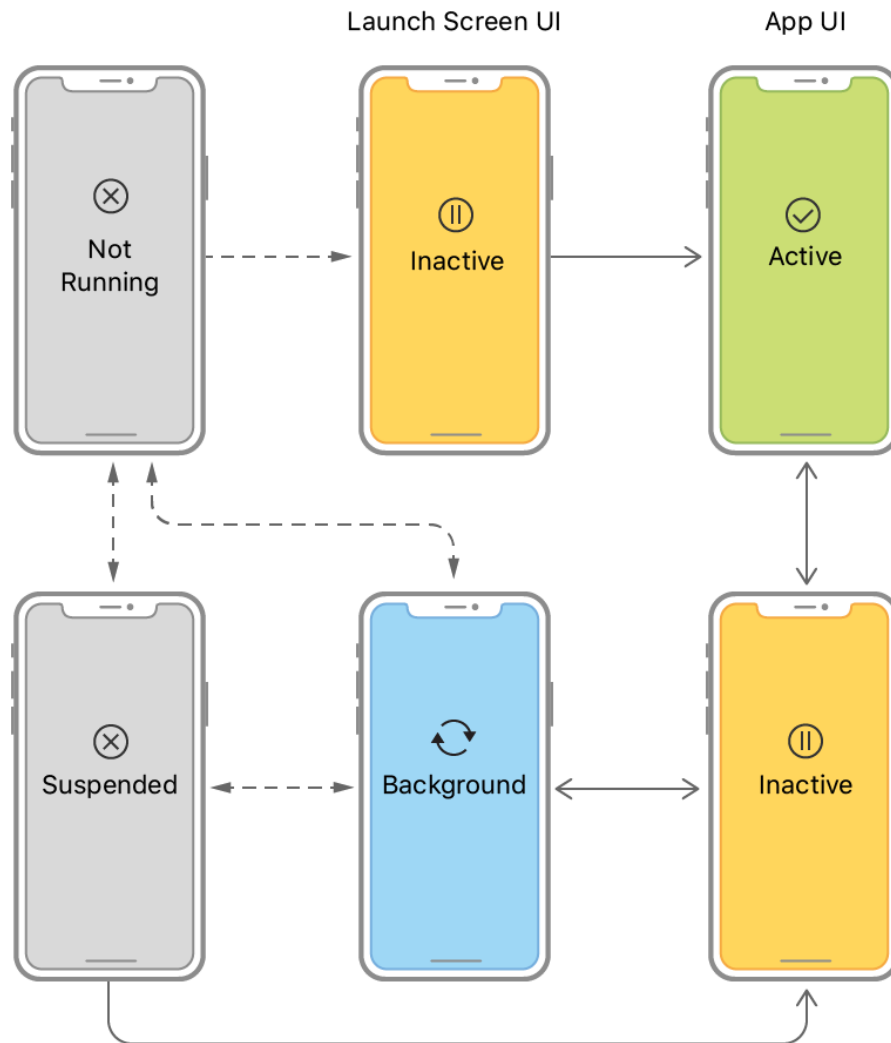 Launch Screen UI
App UI
Not
Running
Inactive
Active
Suspended
Background
Inactive